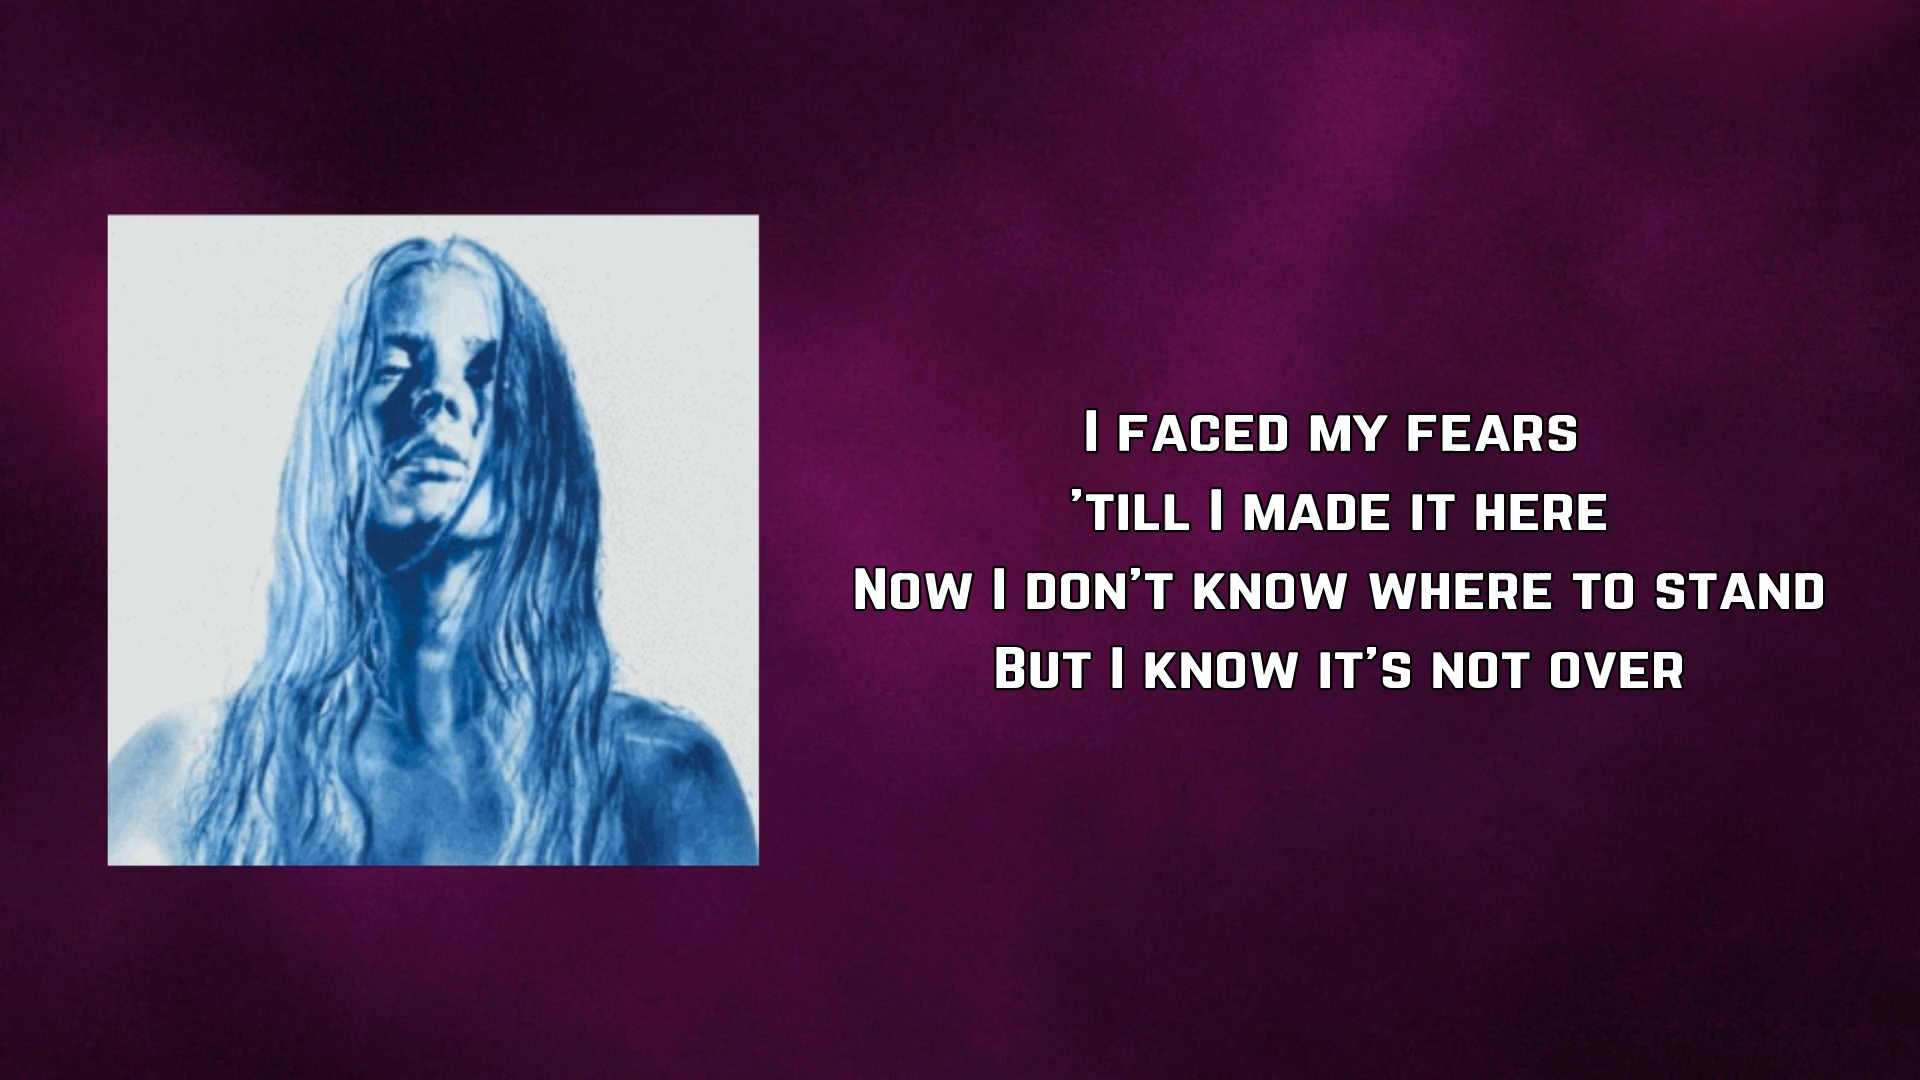 I faced my fears
'till I made it here
Now I don't know where to stand
But I know it's not over